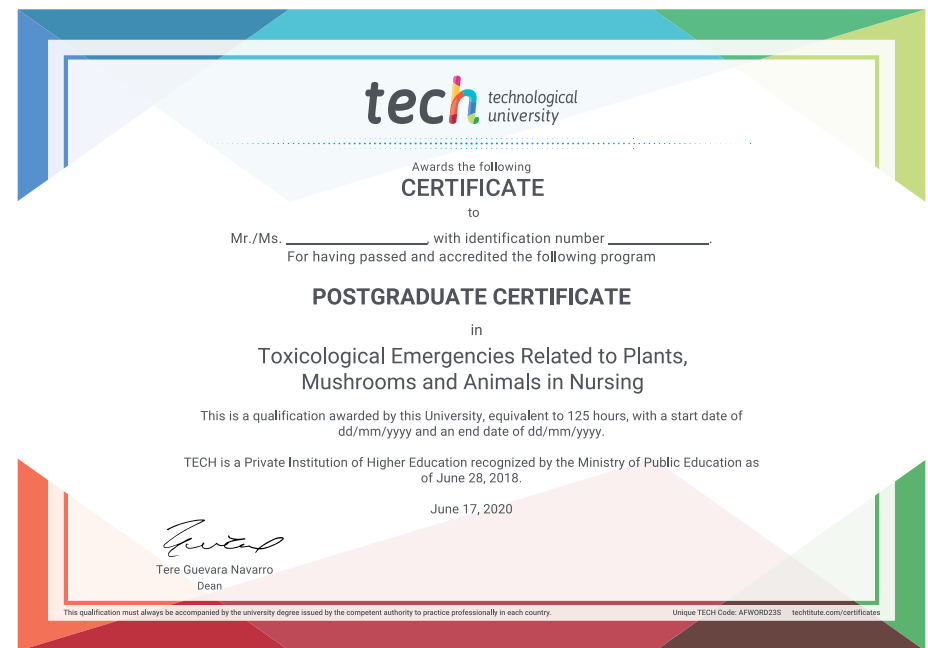 tech technological
university
Awards the following
CERTIFICATE
to
Mr./Ms. ____________________, with identification number ______________.
For having passed and accredited the following program
POSTGRADUATE CERTIFICATE
in
Toxicological Emergencies Related to Plants,
Mushrooms and Animals in Nursing
This is a qualification awarded by this University, equivalent to 125 hours, with a start date of
dd/mm/yyyy and an end date of dd/mm/yyyy.
TECH is a Private Institution of Higher Education recognized by the Ministry of Public Education as
of June 28, 2018.
June 17, 2020
Tere Guevara Navarro
Dean
This qualification must always be accompanied by the university degree issued by the competent authority to practice professionally in each country. Unique TECH Code: AFWORD23S techtitute.com/certificates